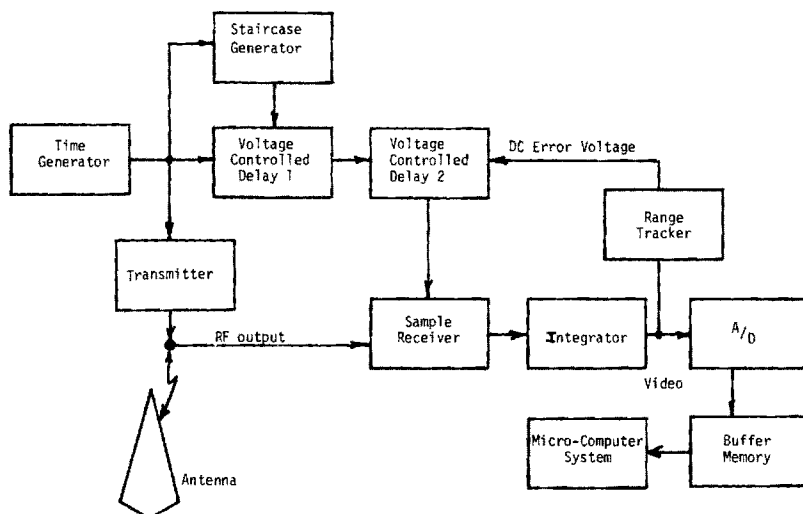 Staircase
Generator
Time
Generator
Voltage
Controlled
Delay 1
Voltage
Controlled
Delay 2
DC Error Voltage
Range
Tracker
Transmitter
RF output
Sample
Receiver
Integrator
A/D
Video
Antenna
Micro-Computer
System
Buffer
Memory